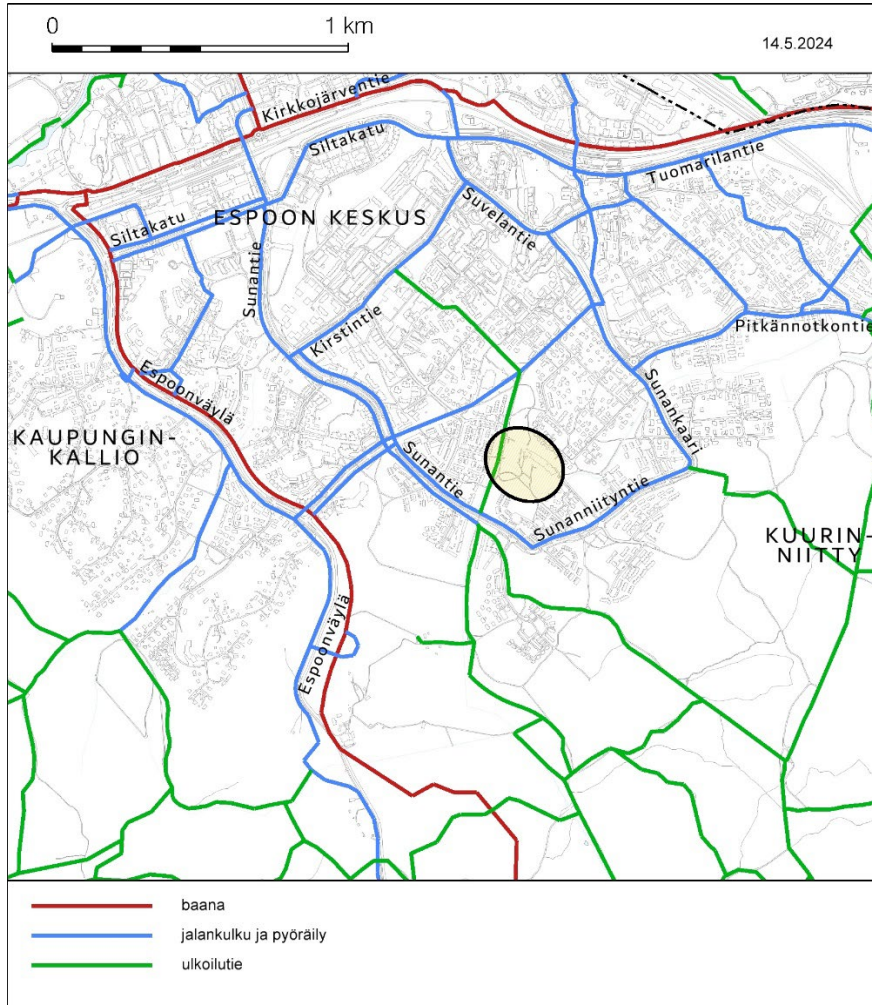 0 1 km
14.5.2024
Kirkkojärventie
Siltakatu
Tuomarilantie
Siltakatu
ESPOON KESKUS
Suvelantie
Sunantie
Kirstintie
Pitkännotkontie
Espoonväylä
Sunankaari
KAUPUNGIN-
KALLIO
Sunantie
Sunanniityntie
KUURIN-
NIITTY
Espoonväylä
baana
jalankulku ja pyöräily
ulkoilutie